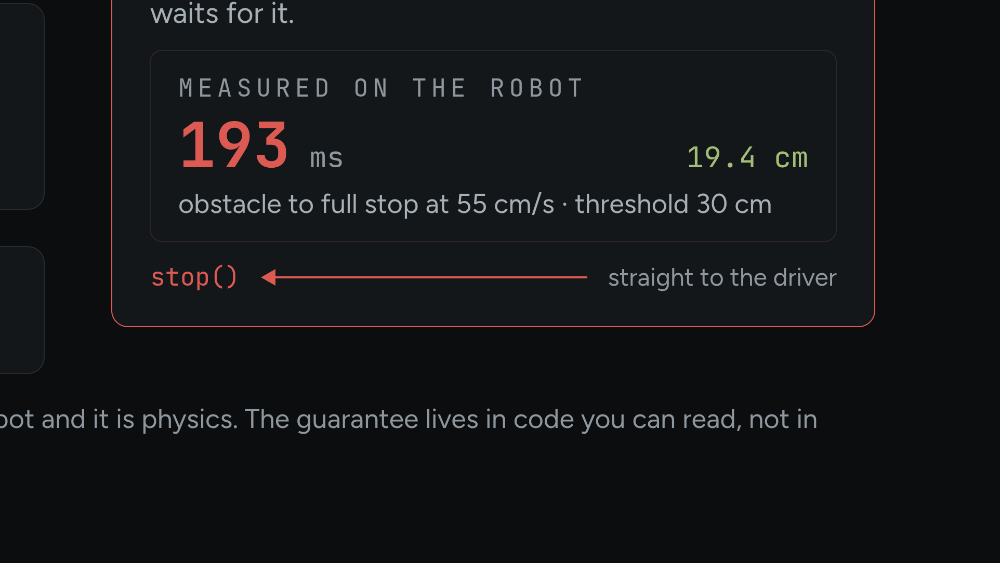 waits for it.
MEASURED ON THE ROBOT
193 ms
19.4 cm
obstacle to full stop at 55 cm/s · threshold 30 cm
stop()
straight to the driver
and it is physics. The guarantee lives in code you can read, not in